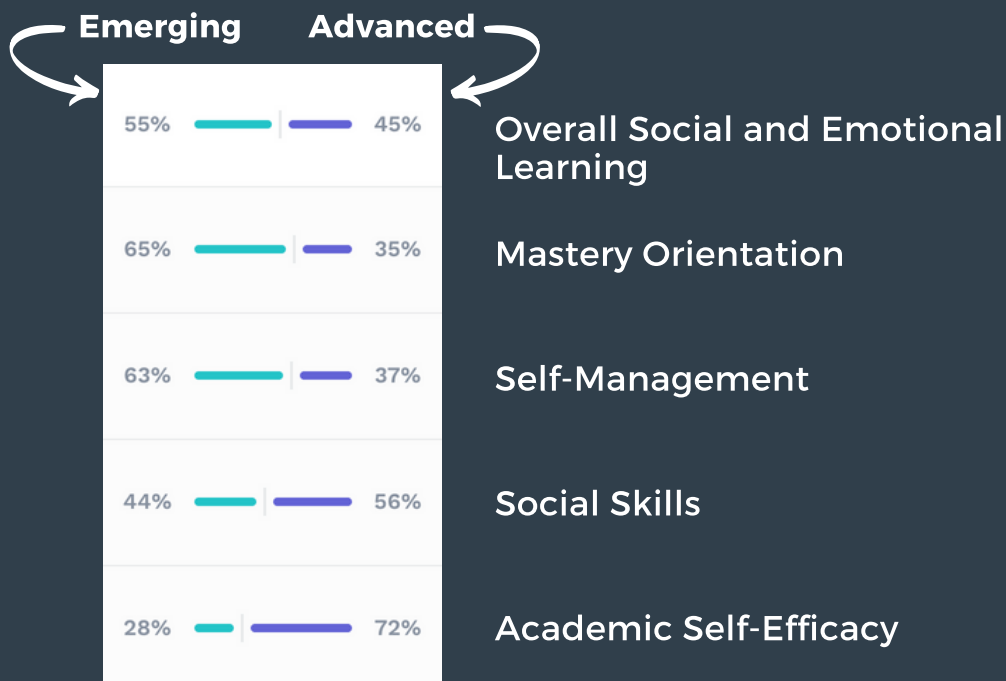 Emerging Advanced
55% 45%
Overall Social and Emotional
Learning
65% 35%
Mastery Orientation
63% 37%
Self-Management
44% 56%
Social Skills
28% 72%
Academic Self-Efficacy